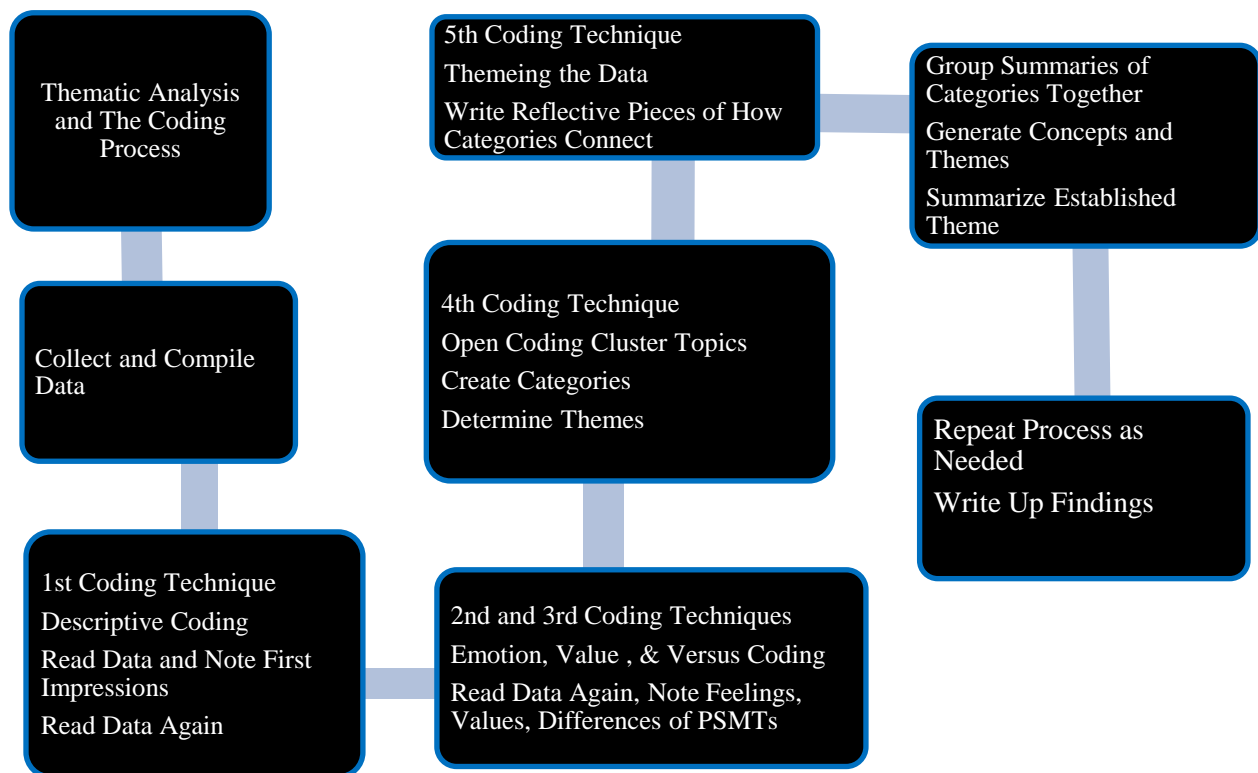 Thematic Analysis
and The Coding
Process
Collect and Compile
Data
1st Coding Technique
Descriptive Coding
Read Data and Note First
Impressions
Read Data Again
2nd and 3rd Coding Techniques
Emotion, Value , & Versus Coding
Read Data Again, Note Feelings,
Values, Differences of PSMTs
4th Coding Technique
Open Coding Cluster Topics
Create Categories
Determine Themes
5th Coding Technique
Themeing the Data
Write Reflective Pieces of How
Categories Connect
Group Summaries of
Categories Together
Generate Concepts and
Themes
Summarize Established
Theme
Repeat Process as
Needed
Write Up Findings